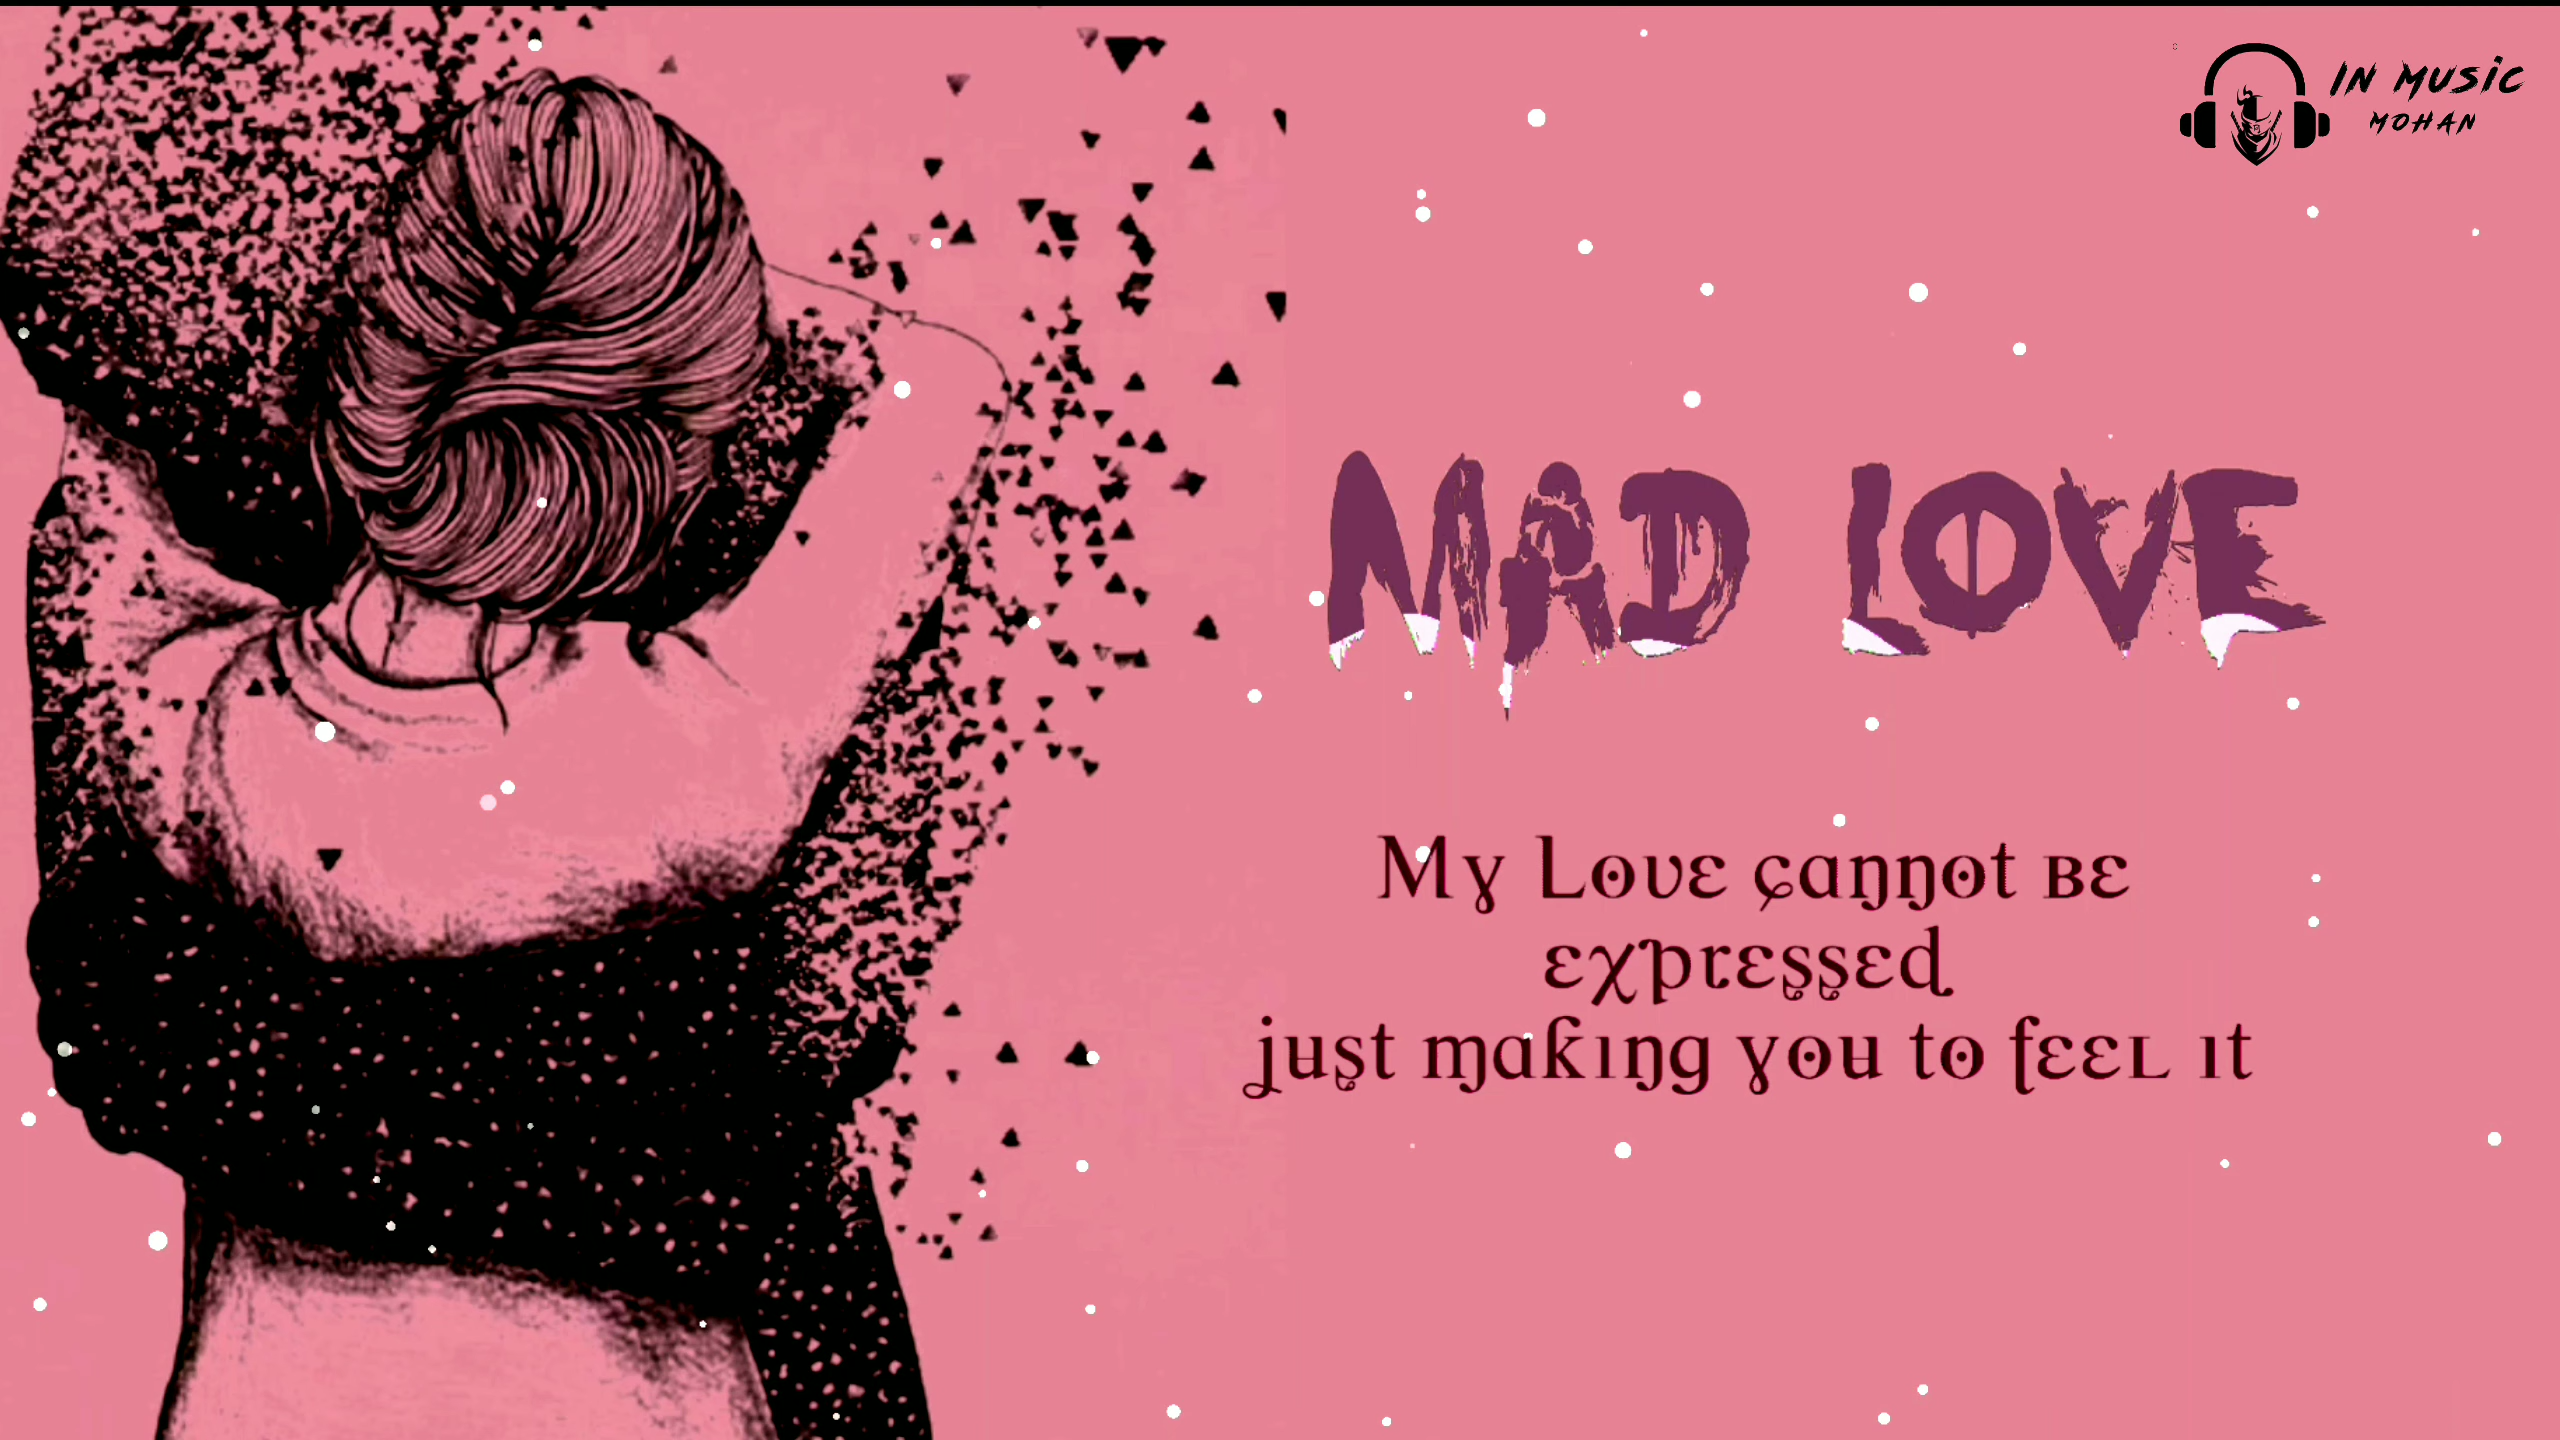 IN MUSIC
MOHAN
MAD LOVE
My Love cannot be
expressed
just making you to feel it